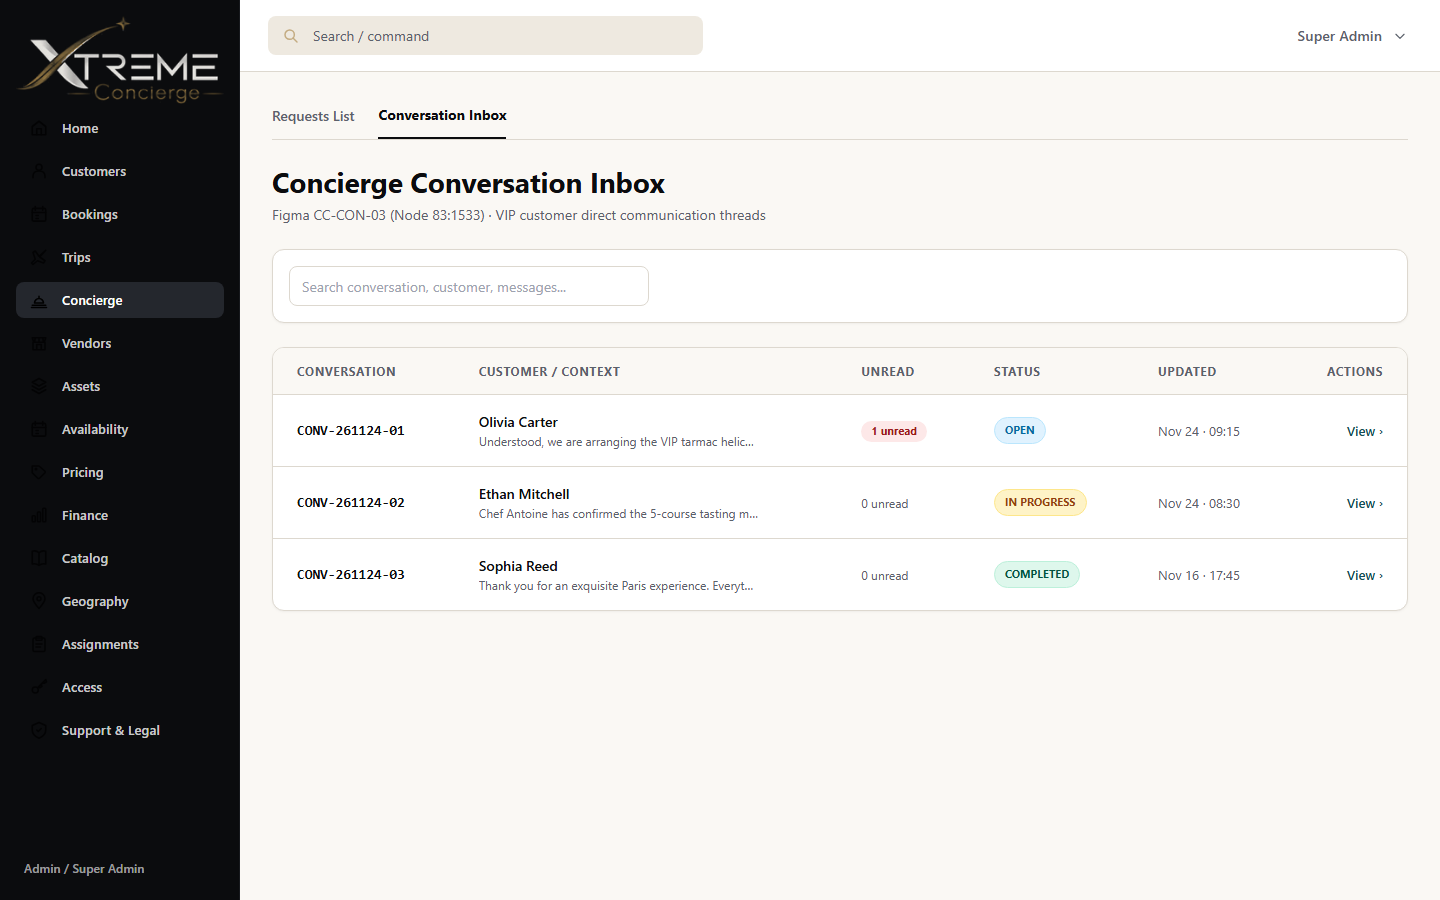 XTREME
Concierge
Home
Customers
Bookings
Trips
Concierge
Vendors
Assets
Availability
Pricing
Finance
Catalog
Geography
Assignments
Access
Support & Legal
Admin / Super Admin
Search / command
Super Admin
Requests List
Conversation Inbox
Concierge Conversation Inbox
Figma CC-CON-03 (Node 83:1533) · VIP customer direct communication threads
Search conversation, customer, messages...
CONVERSATION CUSTOMER / CONTEXT UNREAD STATUS UPDATED ACTIONS
CONV-261124-01 Olivia Carter 1 unread OPEN Nov 24 · 09:15 View ›
Understood, we are arranging the VIP tarmac helic...
CONV-261124-02 Ethan Mitchell 0 unread IN PROGRESS Nov 24 · 08:30 View ›
Chef Antoine has confirmed the 5-course tasting m...
CONV-261124-03 Sophia Reed 0 unread COMPLETED Nov 16 · 17:45 View ›
Thank you for an exquisite Paris experience. Everyt...